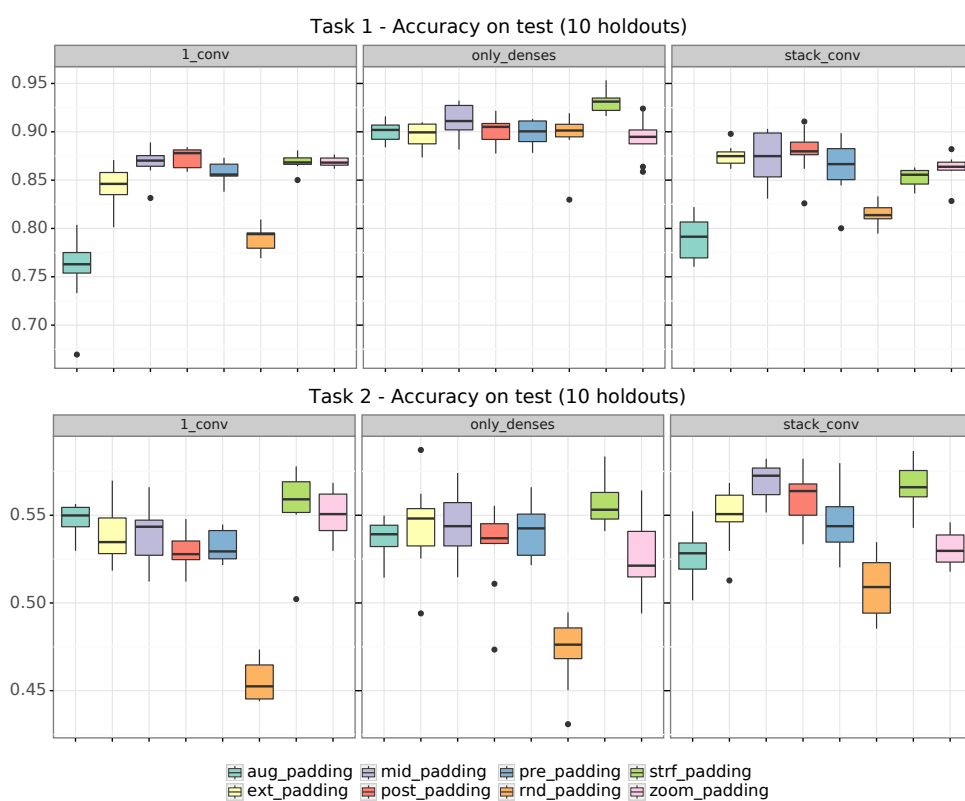 Task 1 - Accuracy on test (10 holdouts)
1_conv only_denses stack_conv
0.95
0.90
0.85
0.80
0.75
0.70
Task 2 - Accuracy on test (10 holdouts)
1_conv only_denses stack_conv
0.55
0.50
0.45
aug_padding mid_padding pre_padding strf_padding
ext_padding post_padding rnd_padding zoom_padding